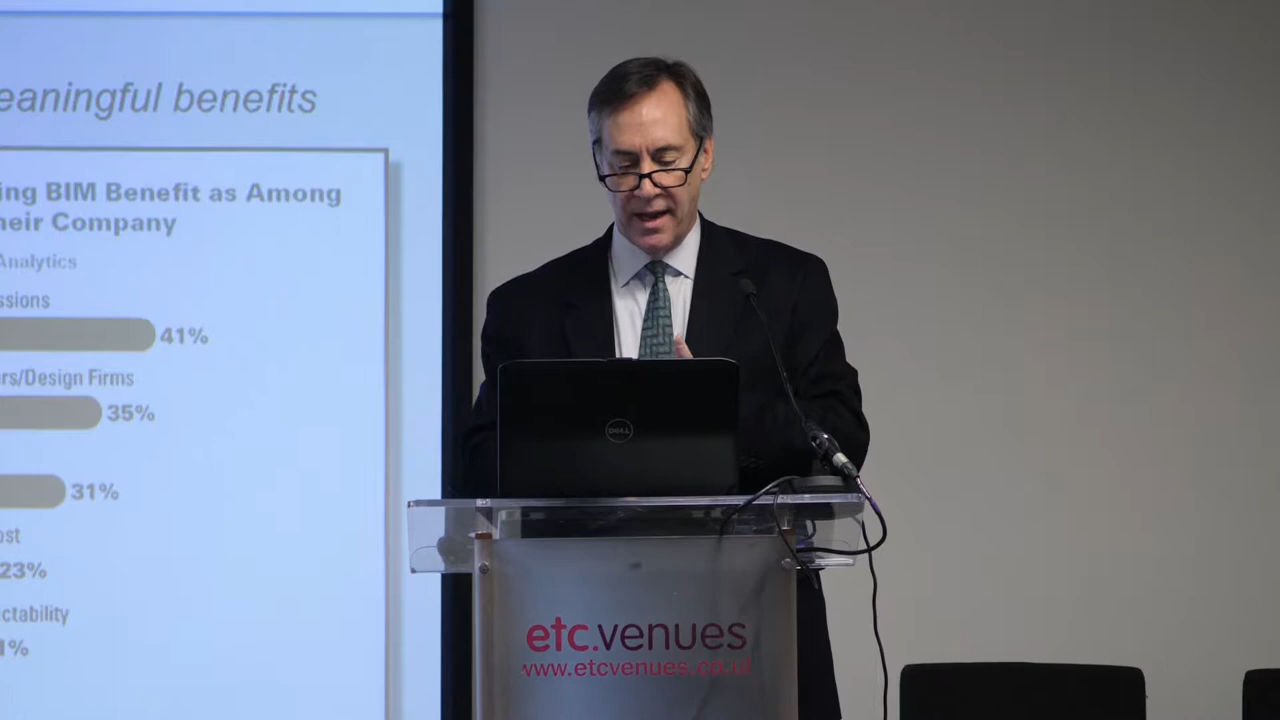 eaningful benefits
ing BIM Benefit as Among
heir Company
Analytics
ssions
41%
rs/Design Firms
35%
31%
ost
23%
ctability
1%
DELL
etc.venues
www.etcvenues.co.uk